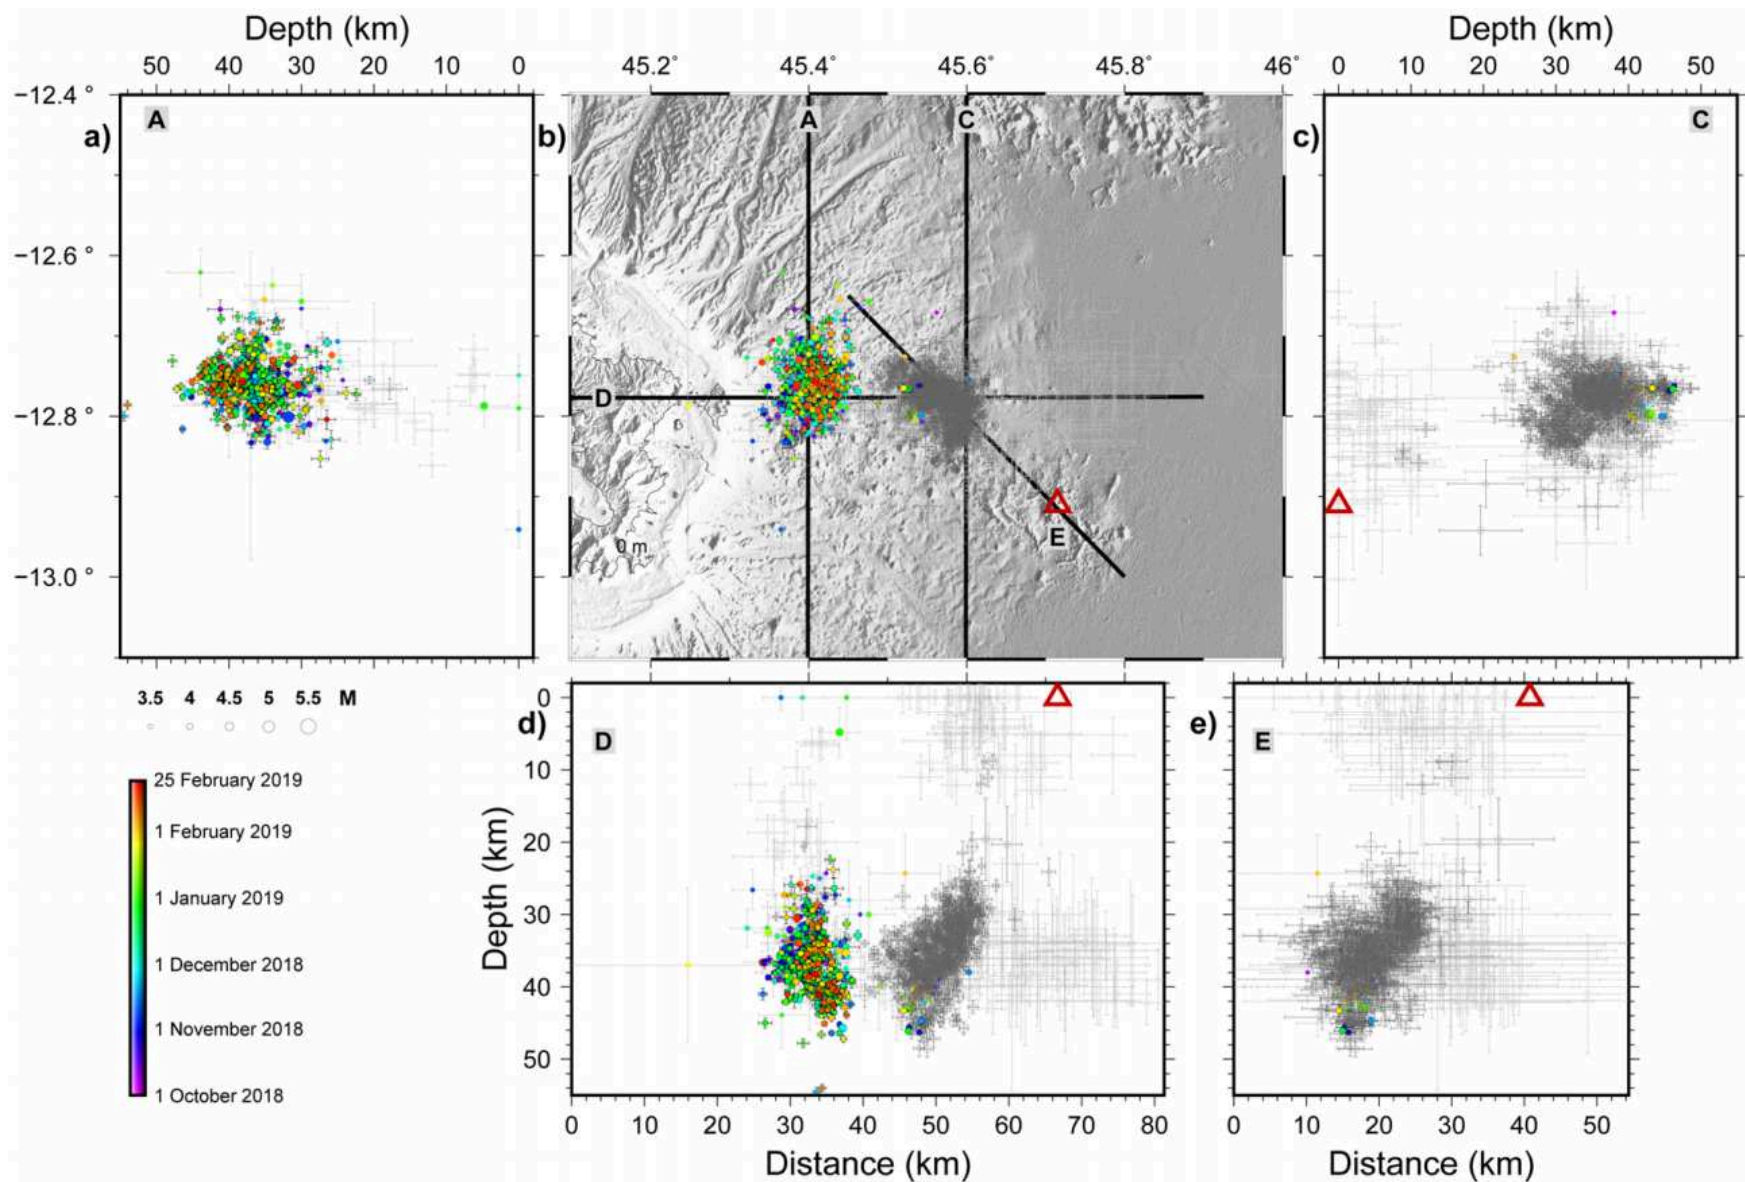 Depth (km)
Depth (km)
50 40 30 20 10 0
45.2° 45.4° 45.6° 45.8° 46°
0 10 20 30 40 50
−12.4 °
−12.6 °
−12.8 °
−13.0 °
a)
A
b)
A
C
D
E
0 m
c)
C
3.5 4 4.5 5 5.5 M
25 February 2019
1 February 2019
1 January 2019
1 December 2018
1 November 2018
1 October 2018
d)
D
0
10
20
30
40
50
Depth (km)
0 10 20 30 40 50 60 70 80
Distance (km)
e)
E
0 10 20 30 40 50
Distance (km)